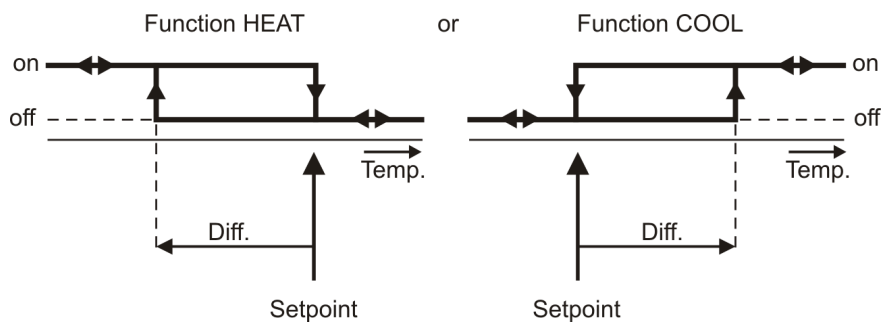 Function HEAT or Function COOL
on on
off off
Temp. Temp.
Diff. Diff.
Setpoint Setpoint